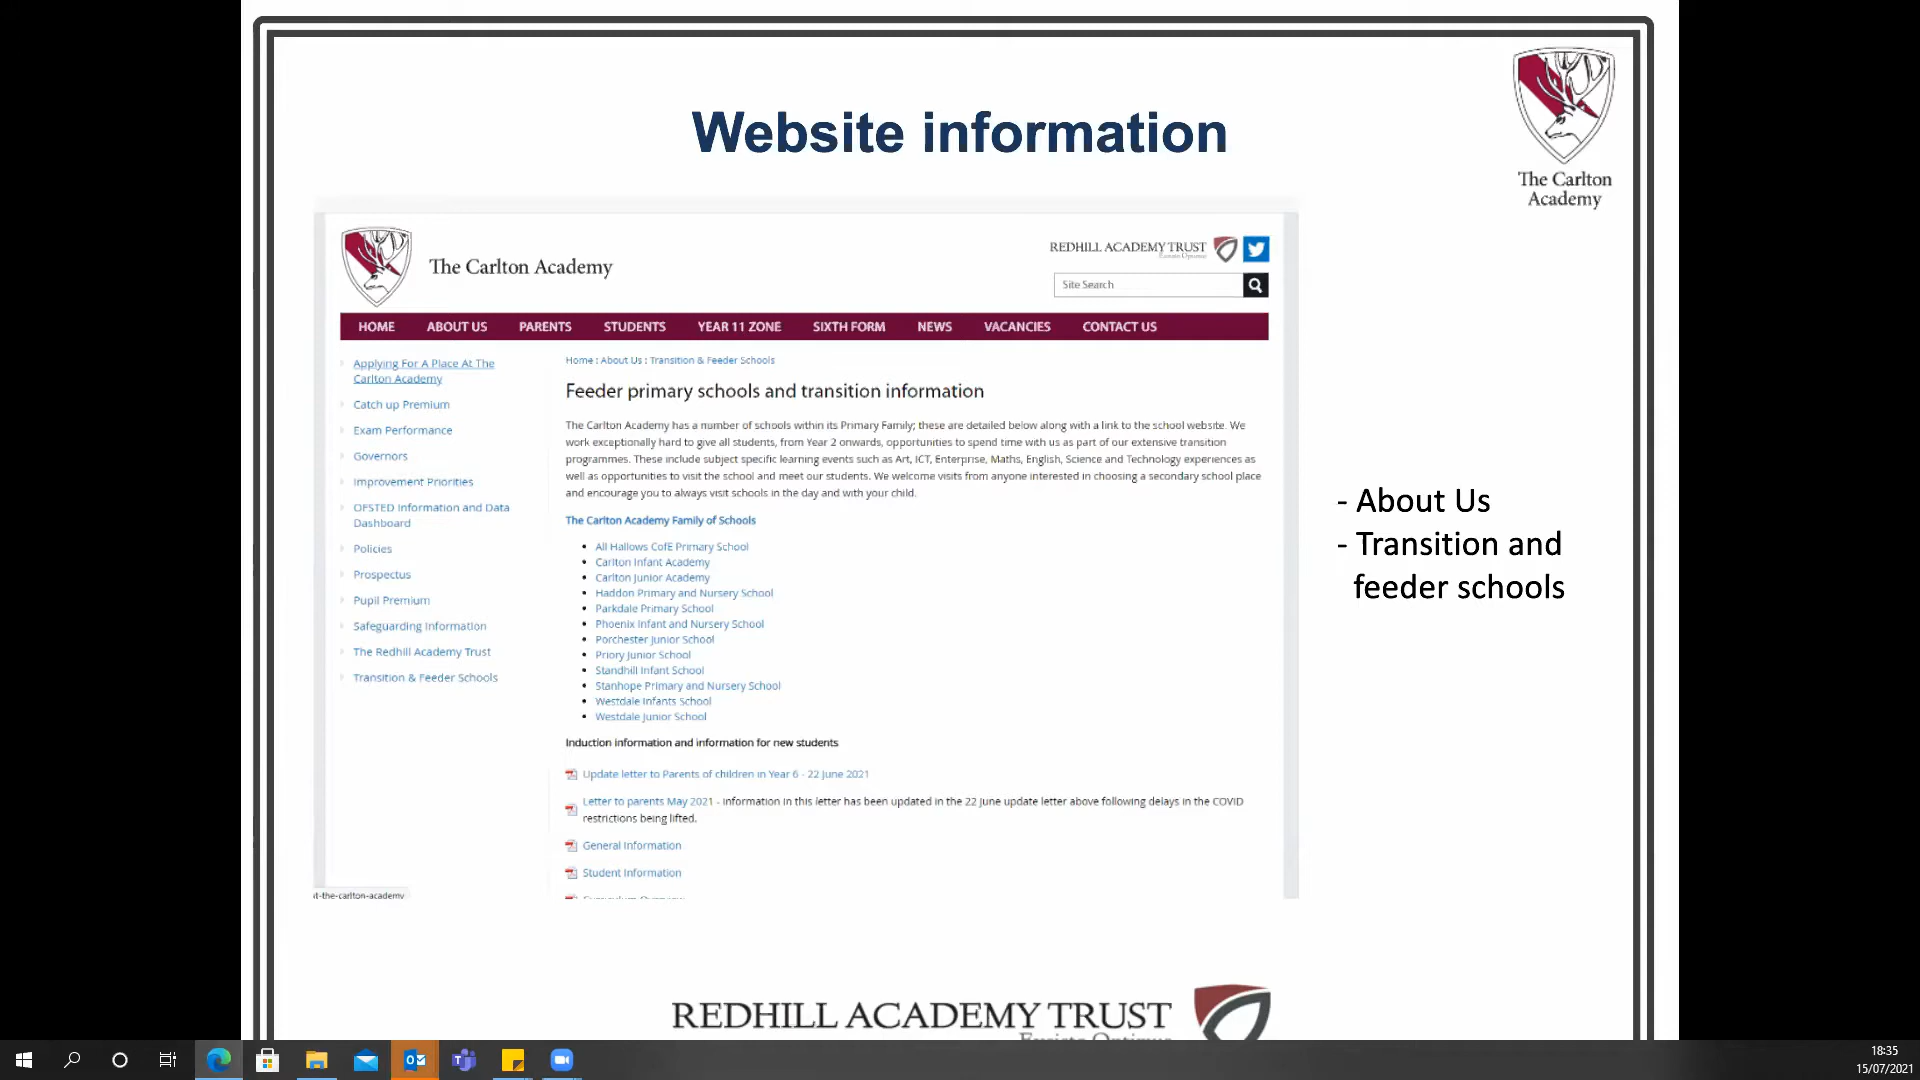 Website information
The Carlton
Academy
The Carlton Academy
REDHILL ACADEMY TRUST
Site Search
HOME ABOUT US PARENTS STUDENTS YEAR 11 ZONE SIXTH FORM NEWS VACANCIES CONTACT US
Applying For A Place At The
Carlton Academy
Catch up Premium
Exam Performance
Governors
Improvement Priorities
OFSTED Information and Data
Dashboard
Policies
Prospectus
Pupil Premium
Safeguarding Information
The Redhill Academy Trust
Transition & Feeder Schools
Home : About Us : Transition & Feeder Schools
Feeder primary schools and transition information
The Carlton Academy has a number of schools within its Primary Family; these are detailed below along with a link to the school website. We
work exceptionally hard to give all students, from Year 2 onwards, opportunities to spend time with us as part of our extensive transition
programmes. These include subject specific learning events such as Art, ICT, Enterprise, Maths, English, Science and Technology experiences as
well as opportunities to visit the school and meet our students. We welcome visits from anyone interested in choosing a secondary school place
and encourage you to always visit schools in the day and with your child.
The Carlton Academy Family of Schools
All Hallows CofE Primary School
Carlton Infant Academy
Carlton Junior Academy
Haddon Primary and Nursery School
Parkdale Primary School
Phoenix Infant and Nursery School
Porchester Junior School
Priory Junior School
Standhill Infant School
Stanhope Primary and Nursery School
Westdale Infants School
Westdale Junior School
Induction information and information for new students
Update letter to Parents of children in Year 6 - 22 June 2021
Letter to parents May 2021 - information in this letter has been updated in the 22 June update letter above following delays in the COVID
restrictions being lifted.
General Information
Student Information
it-the-carlton-academy
- About Us
- Transition and
feeder schools
REDHILL ACADEMY TRUST
18:35
15/07/2021